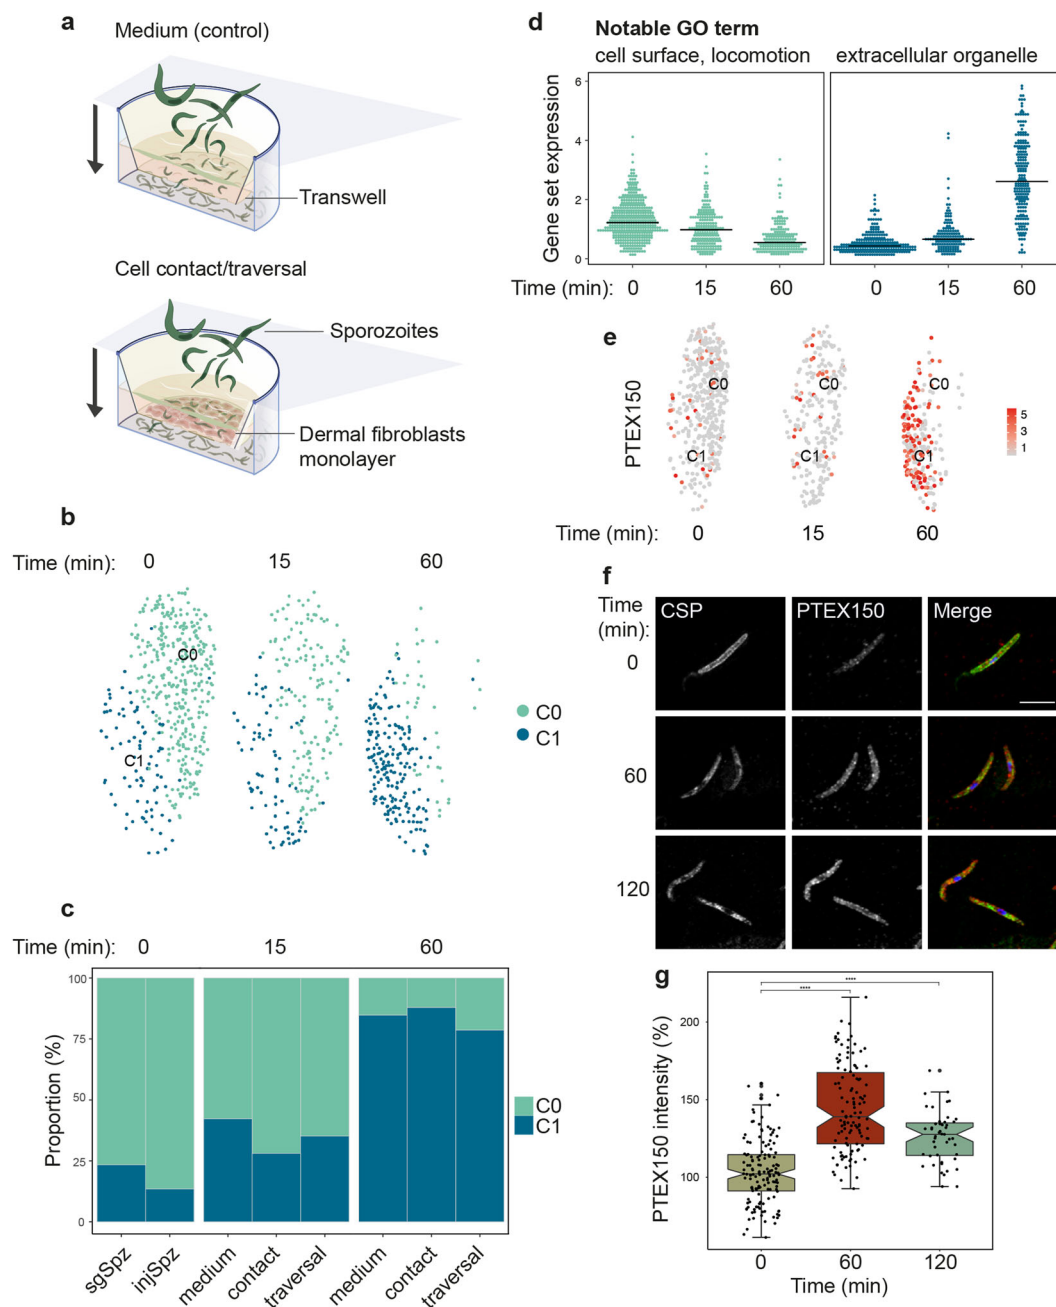 a
Medium (control)
Transwell
Cell contact/traversal
Sporozoites
Dermal fibroblasts
monolayer
b
Time (min): 0 15 60
C0
C1
C0
C1
c
Time (min): 0 15 60
Proportion (%)
100
75
50
25
0
C0
C1
sgSpz injSpz medium contact traversal medium contact traversal
d
Notable GO term
cell surface, locomotion extracellular organelle
Gene set expression
6
4
2
0
Time (min): 0 15 60 0 15 60
e
PTEX150
C0 C0 C0
C1 C1 C1
5
3
1
Time (min): 0 15 60
f
Time
(min):
CSP PTEX150 Merge
0
60
120
g
PTEX150 intensity (%)
200
150
100
****
****
0 60 120
Time (min)